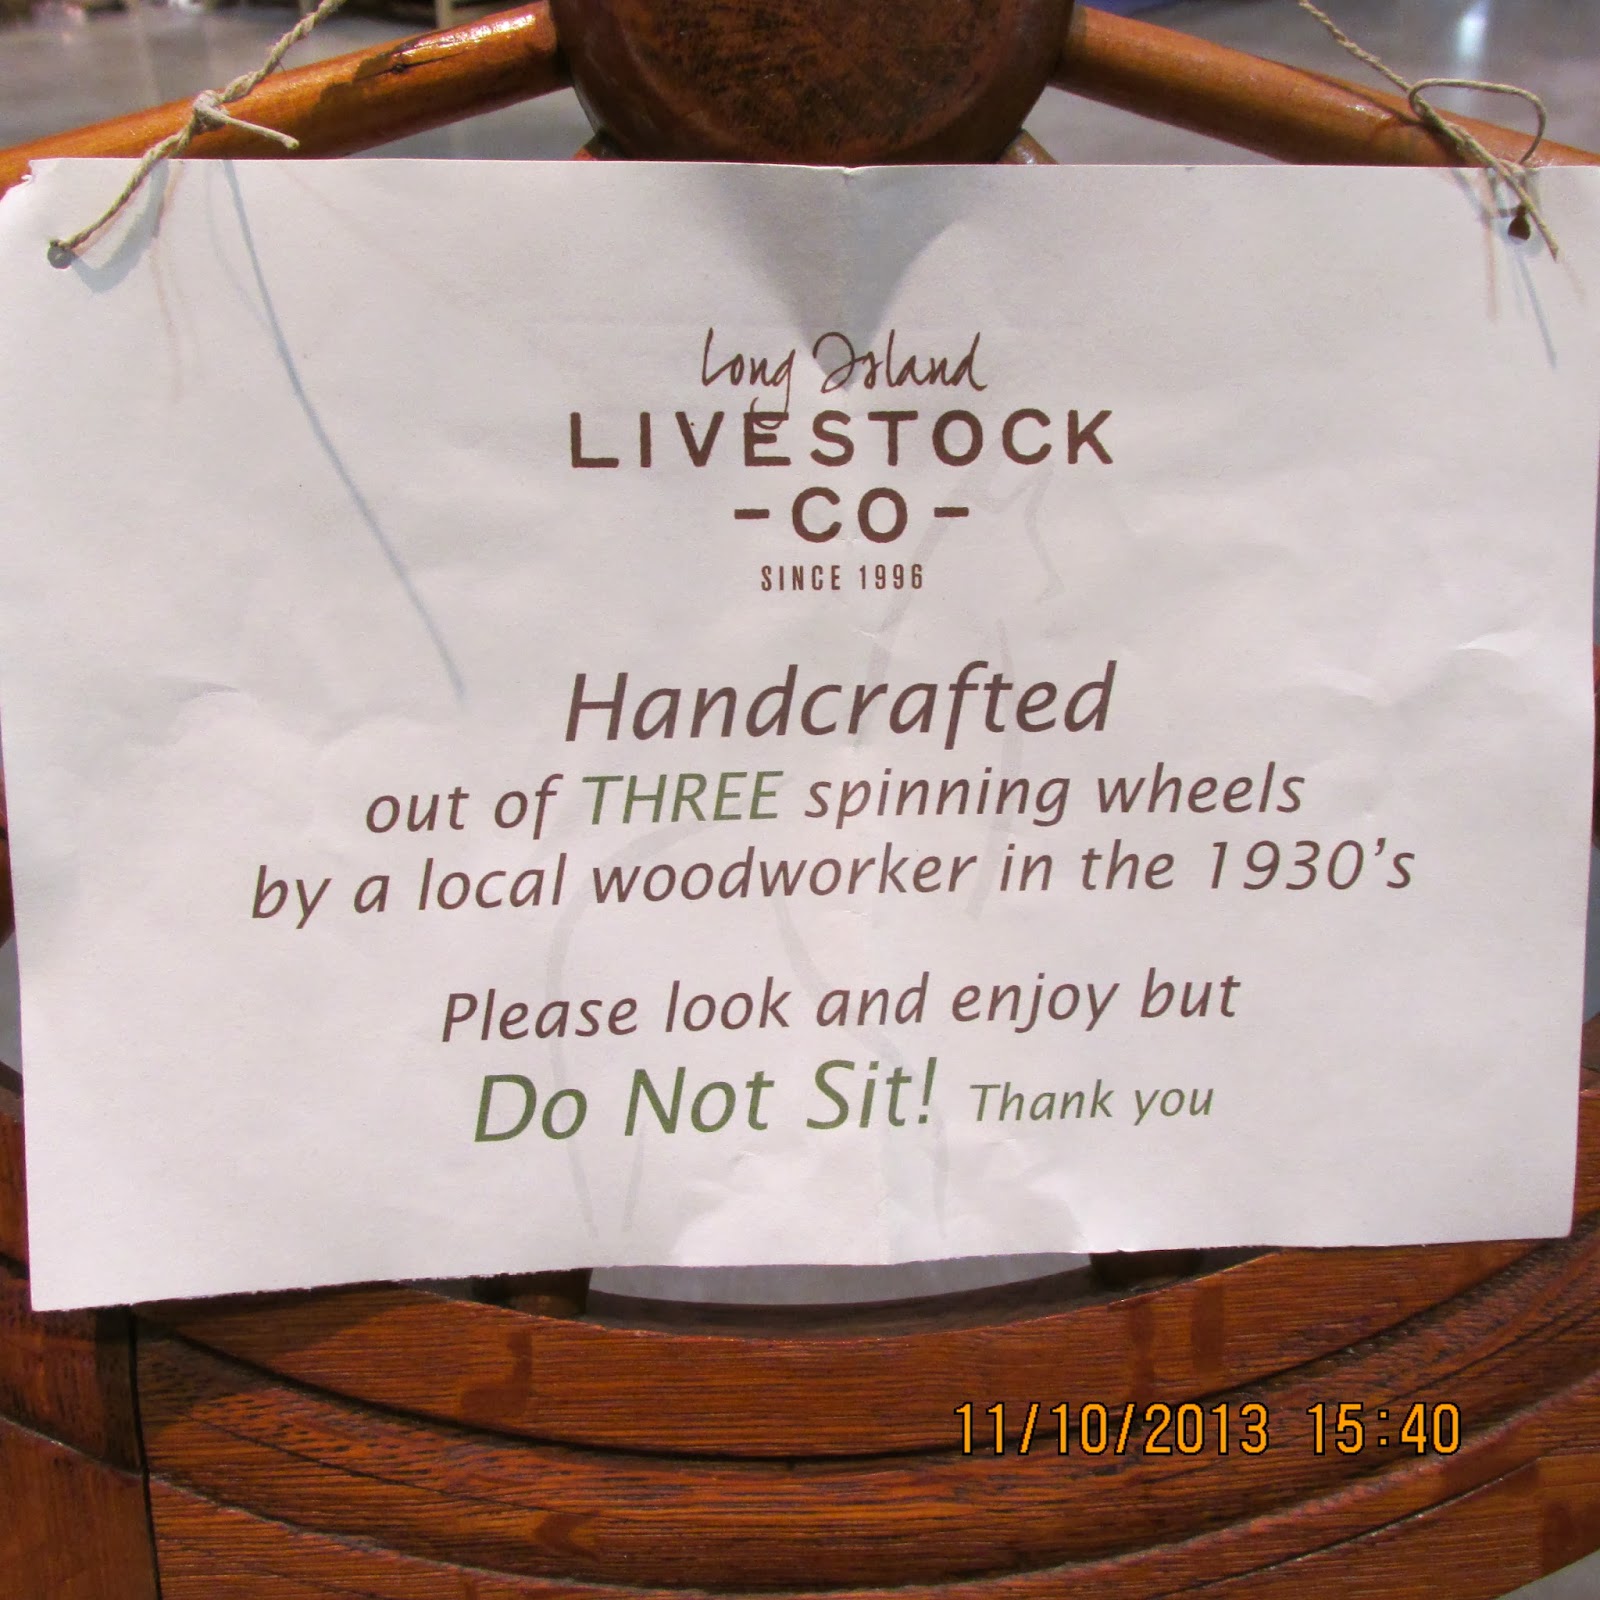 Long Island
LIVESTOCK
-CO-
SINCE 1996
Handcrafted
out of THREE spinning wheels
by a local woodworker in the 1930's
Please look and enjoy but
Do Not Sit! Thank you
11/10/2013 15:40